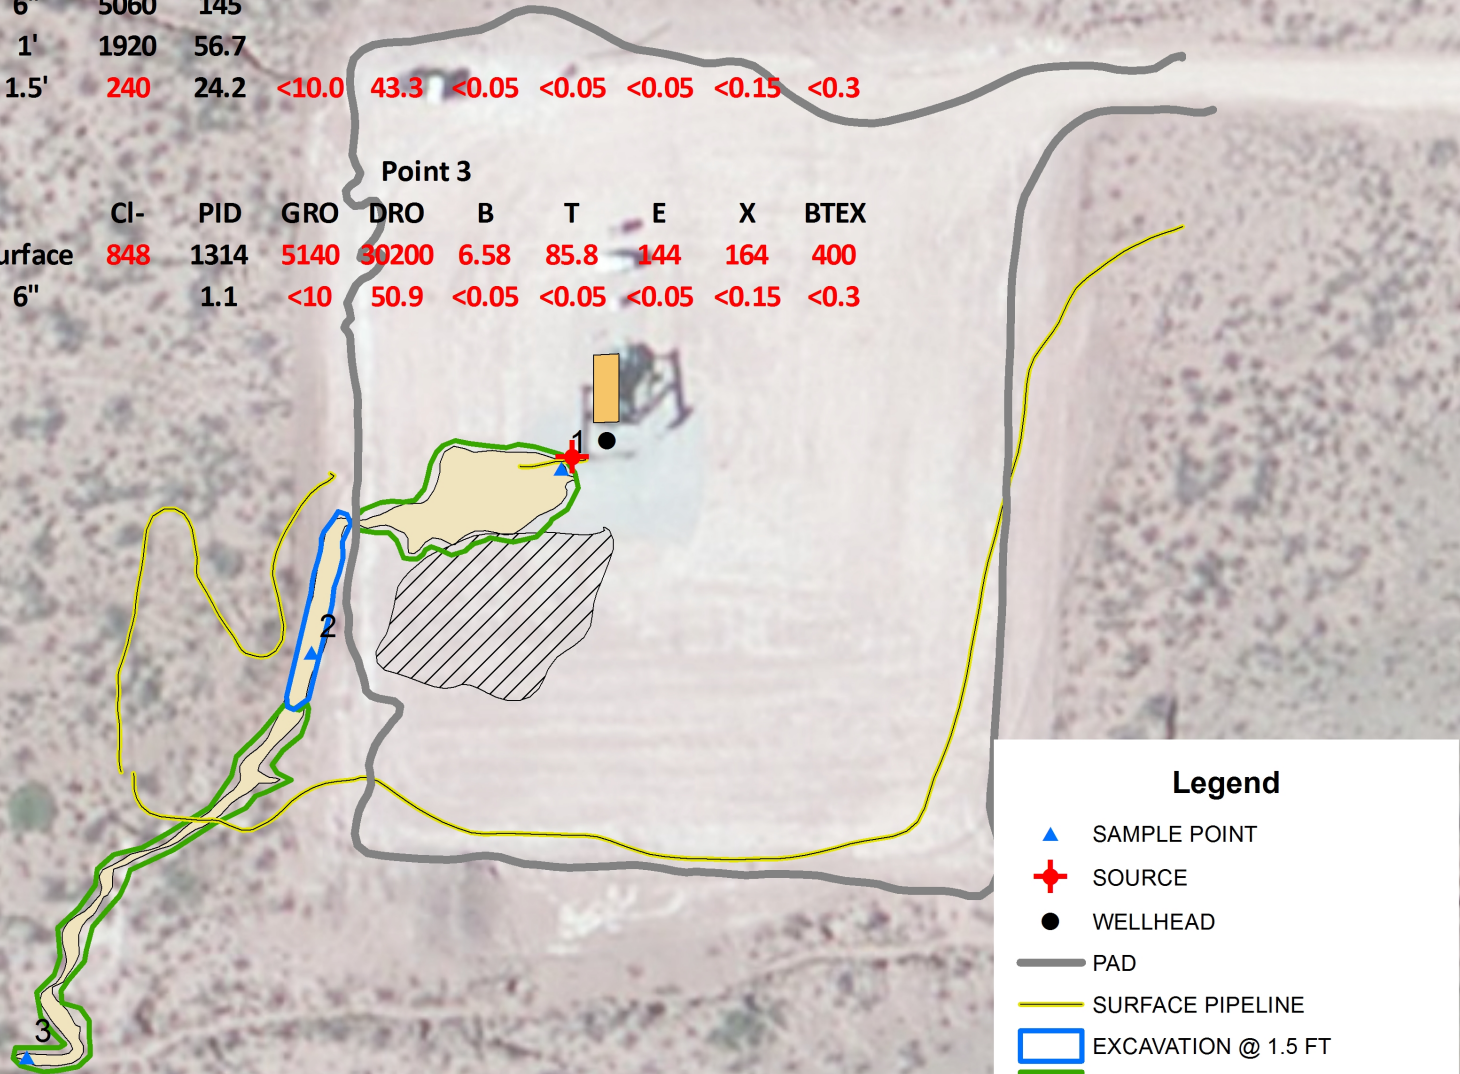 6" 5060 145
1' 1920 56.7
1.5' 240 24.2 <10.0 43.3 <0.05 <0.05 <0.05 <0.15 <0.3
Point 3
Cl- PID GRO DRO B T E X BTEX
urface 848 1314 5140 30200 6.58 85.8 144 164 400
6" 1.1 <10 50.9 <0.05 <0.05 <0.05 <0.15 <0.3
1
2
3
Legend
SAMPLE POINT
SOURCE
WELLHEAD
PAD
SURFACE PIPELINE
EXCAVATION @ 1.5 FT